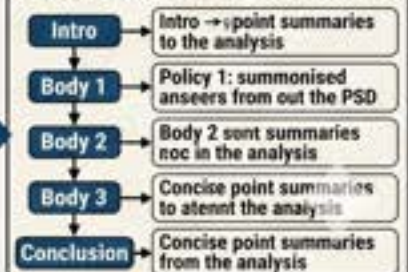 Intro
Intro → point summaries
to the analysis
Body 1
Policy 1: summonised
anseers from out the PSD
Body 2
Body 2 sont summaries
noc in the analysis
Body 3
Concise point summaries
to atennt the analysis
Conclusion
Concise point summaries
from the analysis